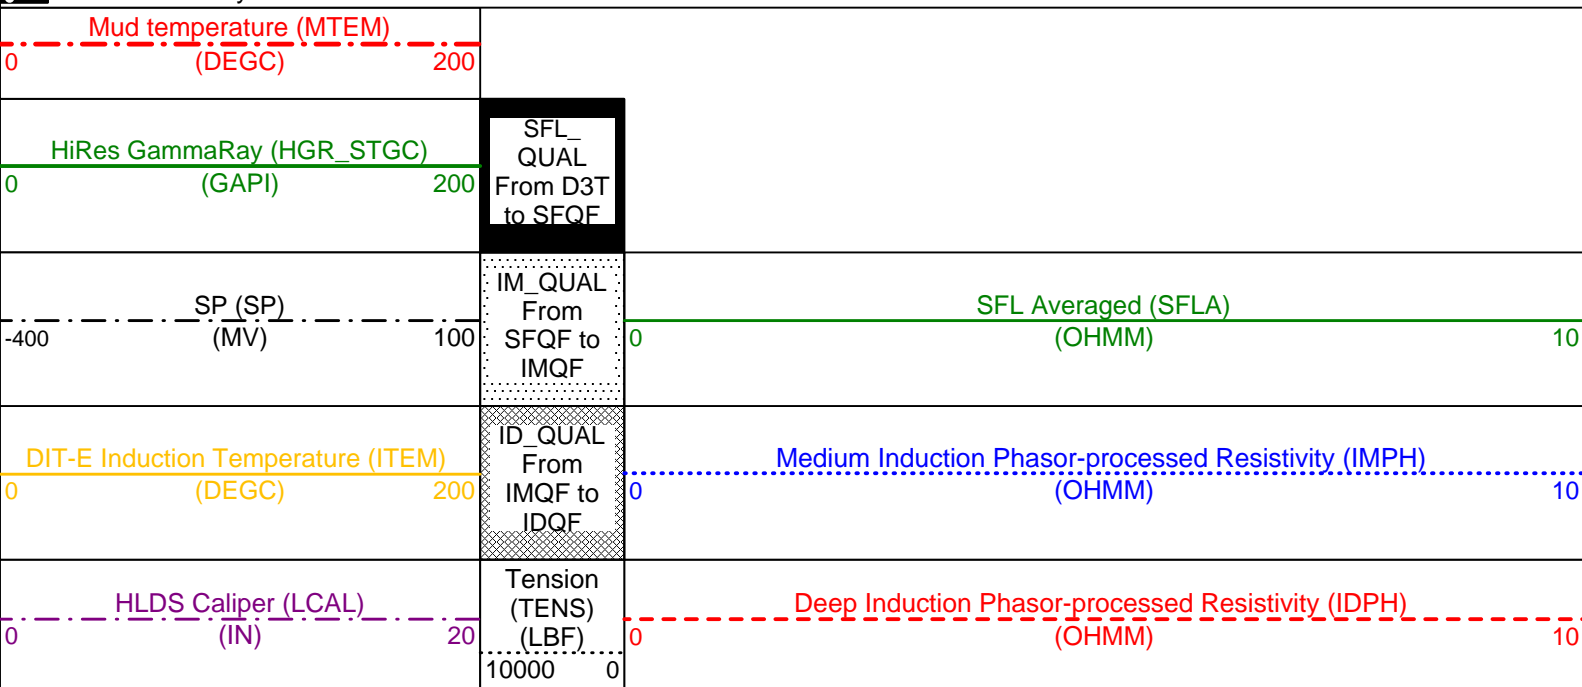 Mud temperature (MTEM)
0 (DEGC) 200
HiRes GammaRay (HGR_STGC)
0 (GAPI) 200
SFL_
QUAL
From D3T
to SFQF
SP (SP)
-400 (MV) 100
IM_QUAL
From
SFQF to
IMQF
SFL Averaged (SFLA)
0 (OHMM) 10
DIT-E Induction Temperature (ITEM)
0 (DEGC) 200
ID_QUAL
From
IMQF to
IDQF
Medium Induction Phasor-processed Resistivity (IMPH)
0 (OHMM) 10
HLDS Caliper (LCAL)
0 (IN) 20
Tension
(TENS)
(LBF)
10000 0
Deep Induction Phasor-processed Resistivity (IDPH)
0 (OHMM) 10